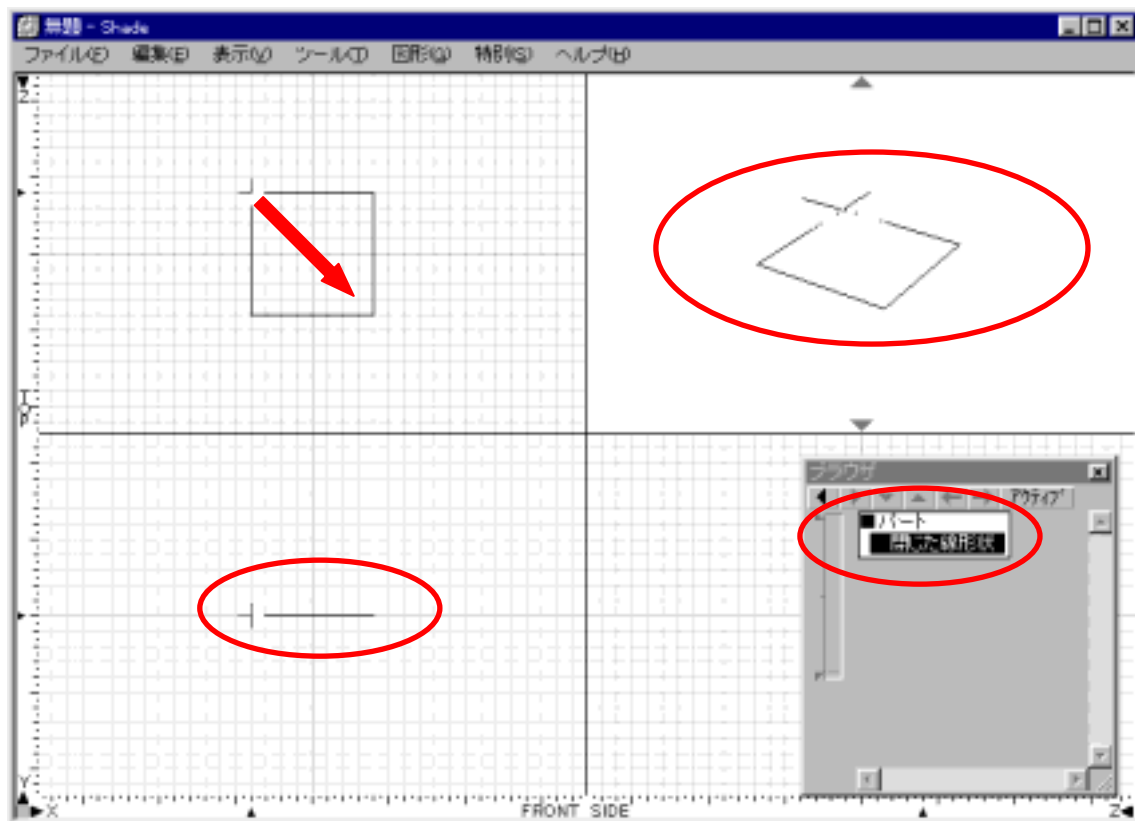 無題 - Shade
ファイル(F) 編集(E) 表示(V) ツール(T) 図形(G) 特別(S) ヘルプ(H)
Z
Top
ブラウザ
アクティブ
パート
閉じた線形状
Y
X FRONT SIDE Z